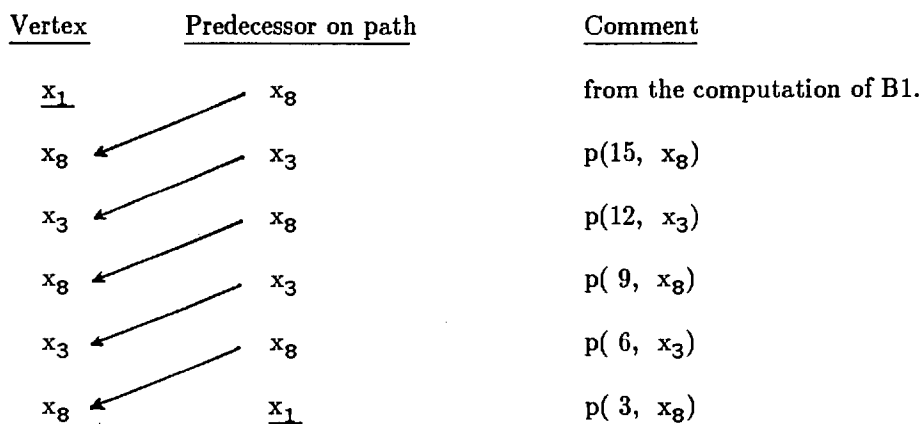 Vertex Predecessor on path Comment
x1 x8 from the computation of B1.
x8 x3 p(15, x8)
x3 x8 p(12, x3)
x8 x3 p( 9, x8)
x3 x8 p( 6, x3)
x8 x1 p( 3, x8)